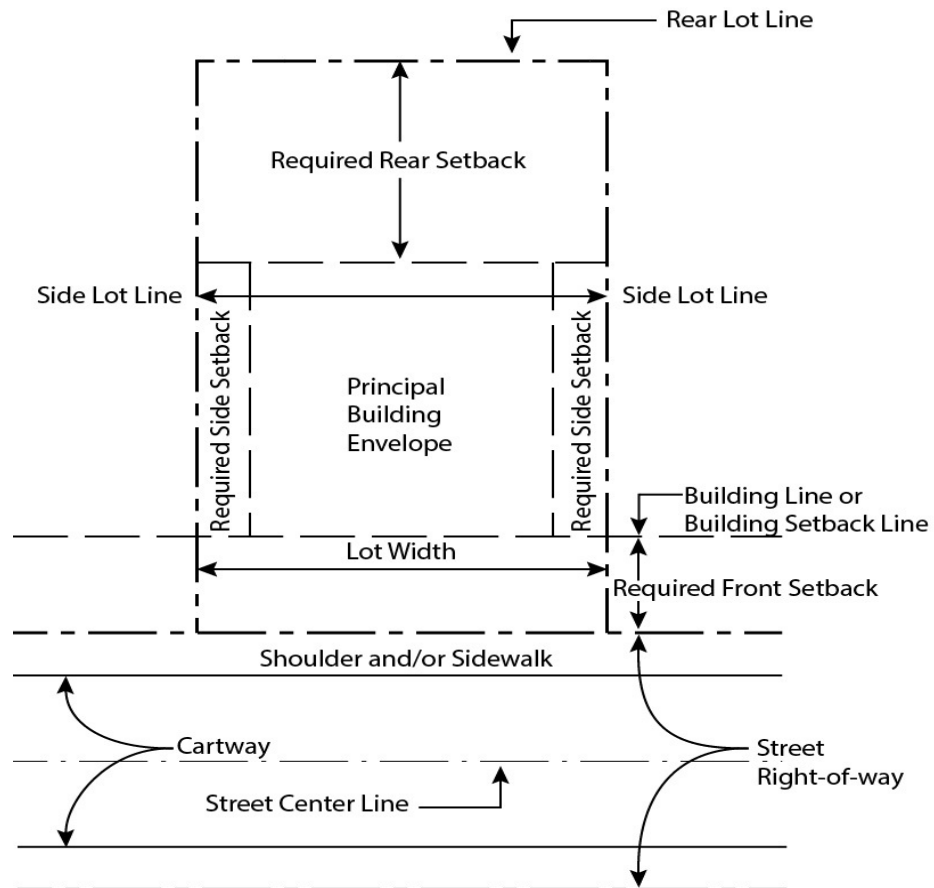 Rear Lot Line
Required Rear Setback
Side Lot Line
Side Lot Line
Required Side Setback
Principal
Building
Envelope
Required Side Setback
Building Line or
Building Setback Line
Lot Width
Required Front Setback
Shoulder and/or Sidewalk
Cartway
Street
Right-of-way
Street Center Line